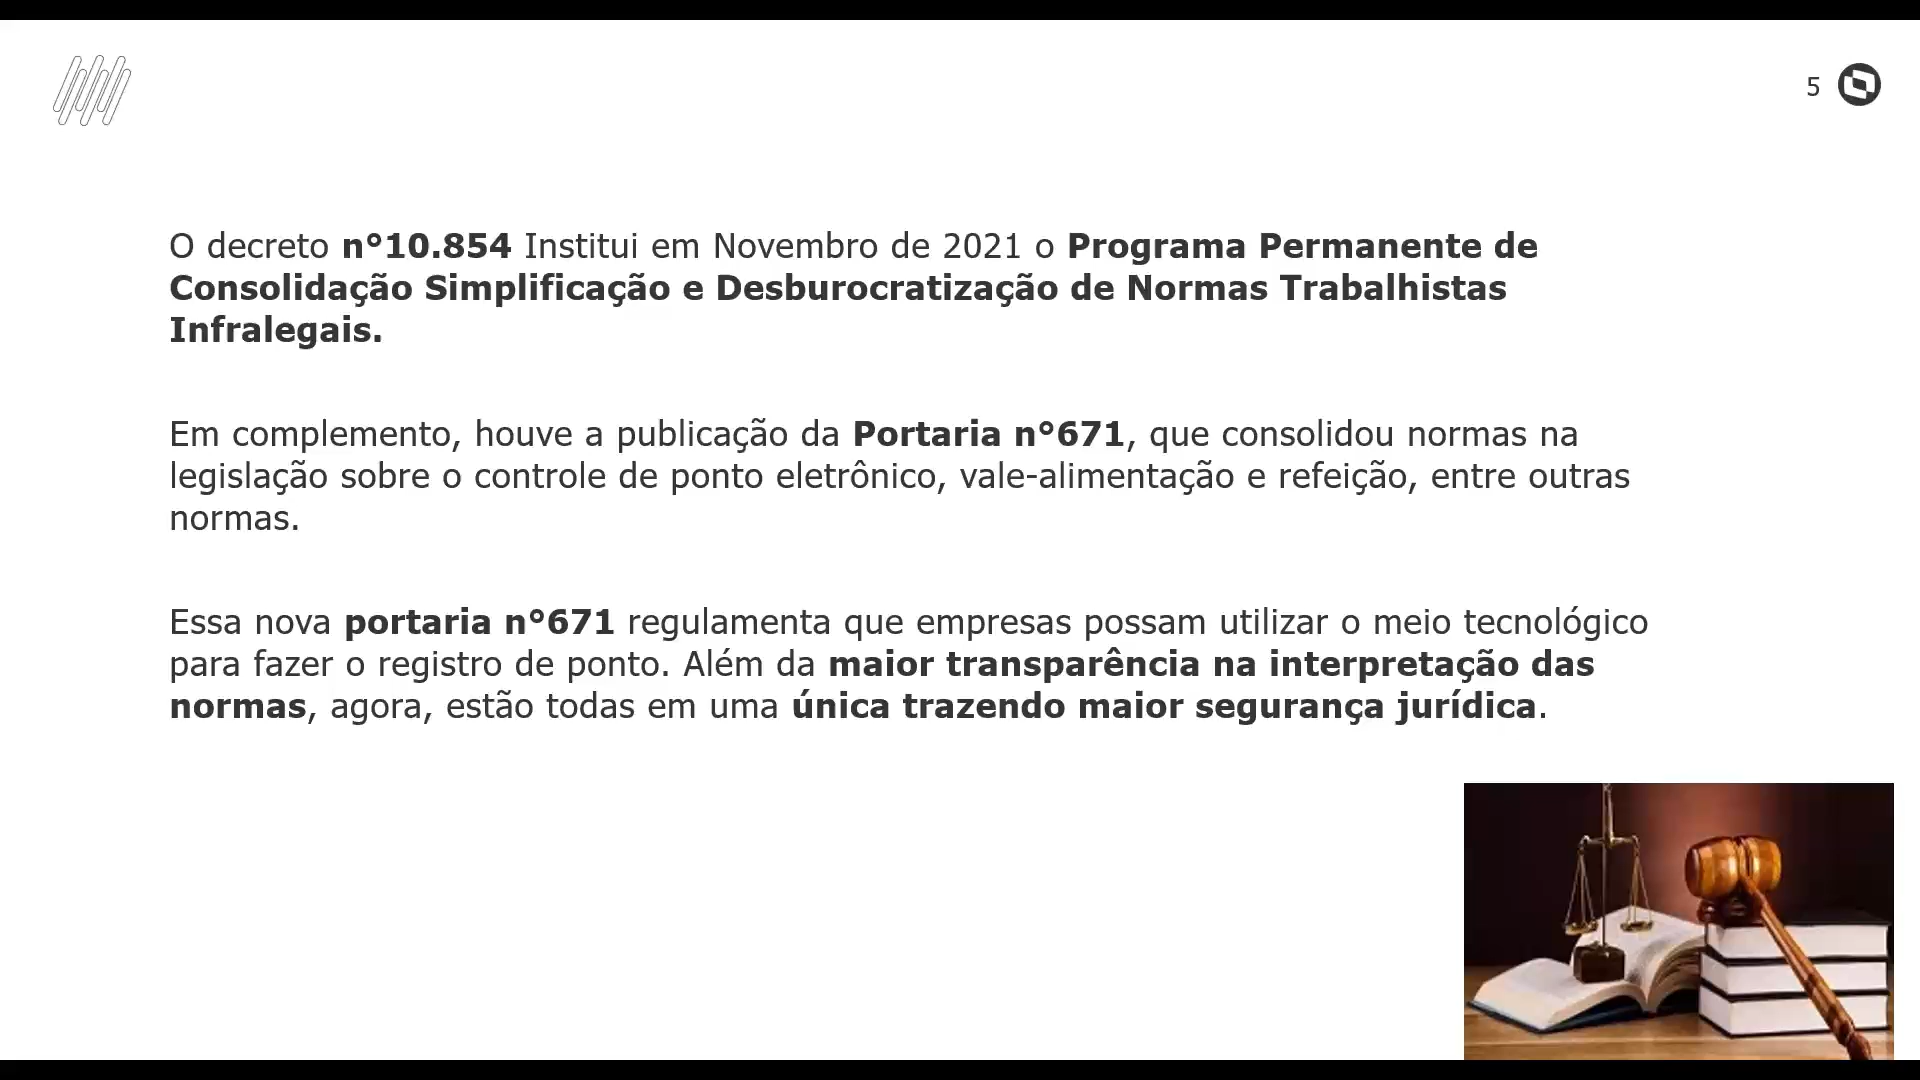 5
O decreto n°10.854 Institui em Novembro de 2021 o Programa Permanente de
Consolidação Simplificação e Desburocratização de Normas Trabalhistas
Infralegais.
Em complemento, houve a publicação da Portaria n°671, que consolidou normas na
legislação sobre o controle de ponto eletrônico, vale-alimentação e refeição, entre outras
normas.
Essa nova portaria n°671 regulamenta que empresas possam utilizar o meio tecnológico
para fazer o registro de ponto. Além da maior transparência na interpretação das
normas, agora, estão todas em uma única trazendo maior segurança jurídica.